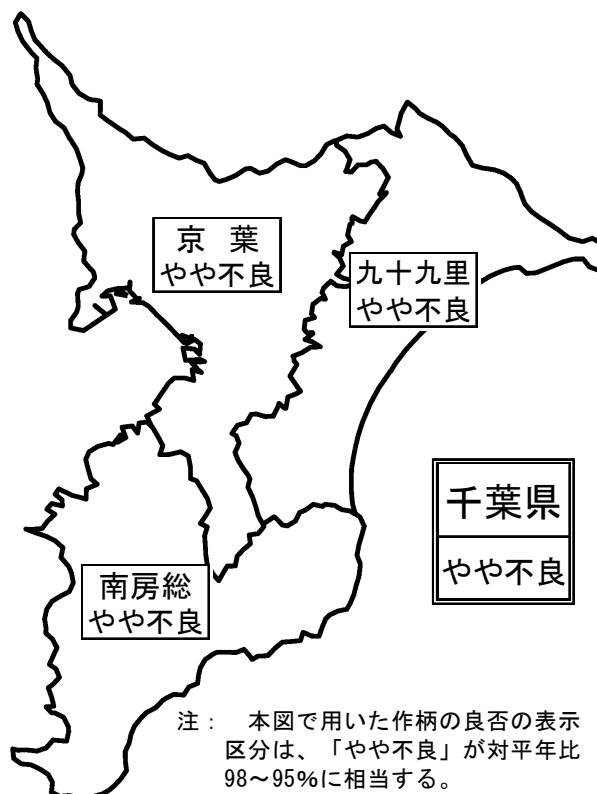 京　葉
やや不良
九十九里
やや不良
千葉県
やや不良
南房総
やや不良
注：　本図で用いた作柄の良否の表示
区分は、「やや不良」が対平年比
98～95%に相当する。